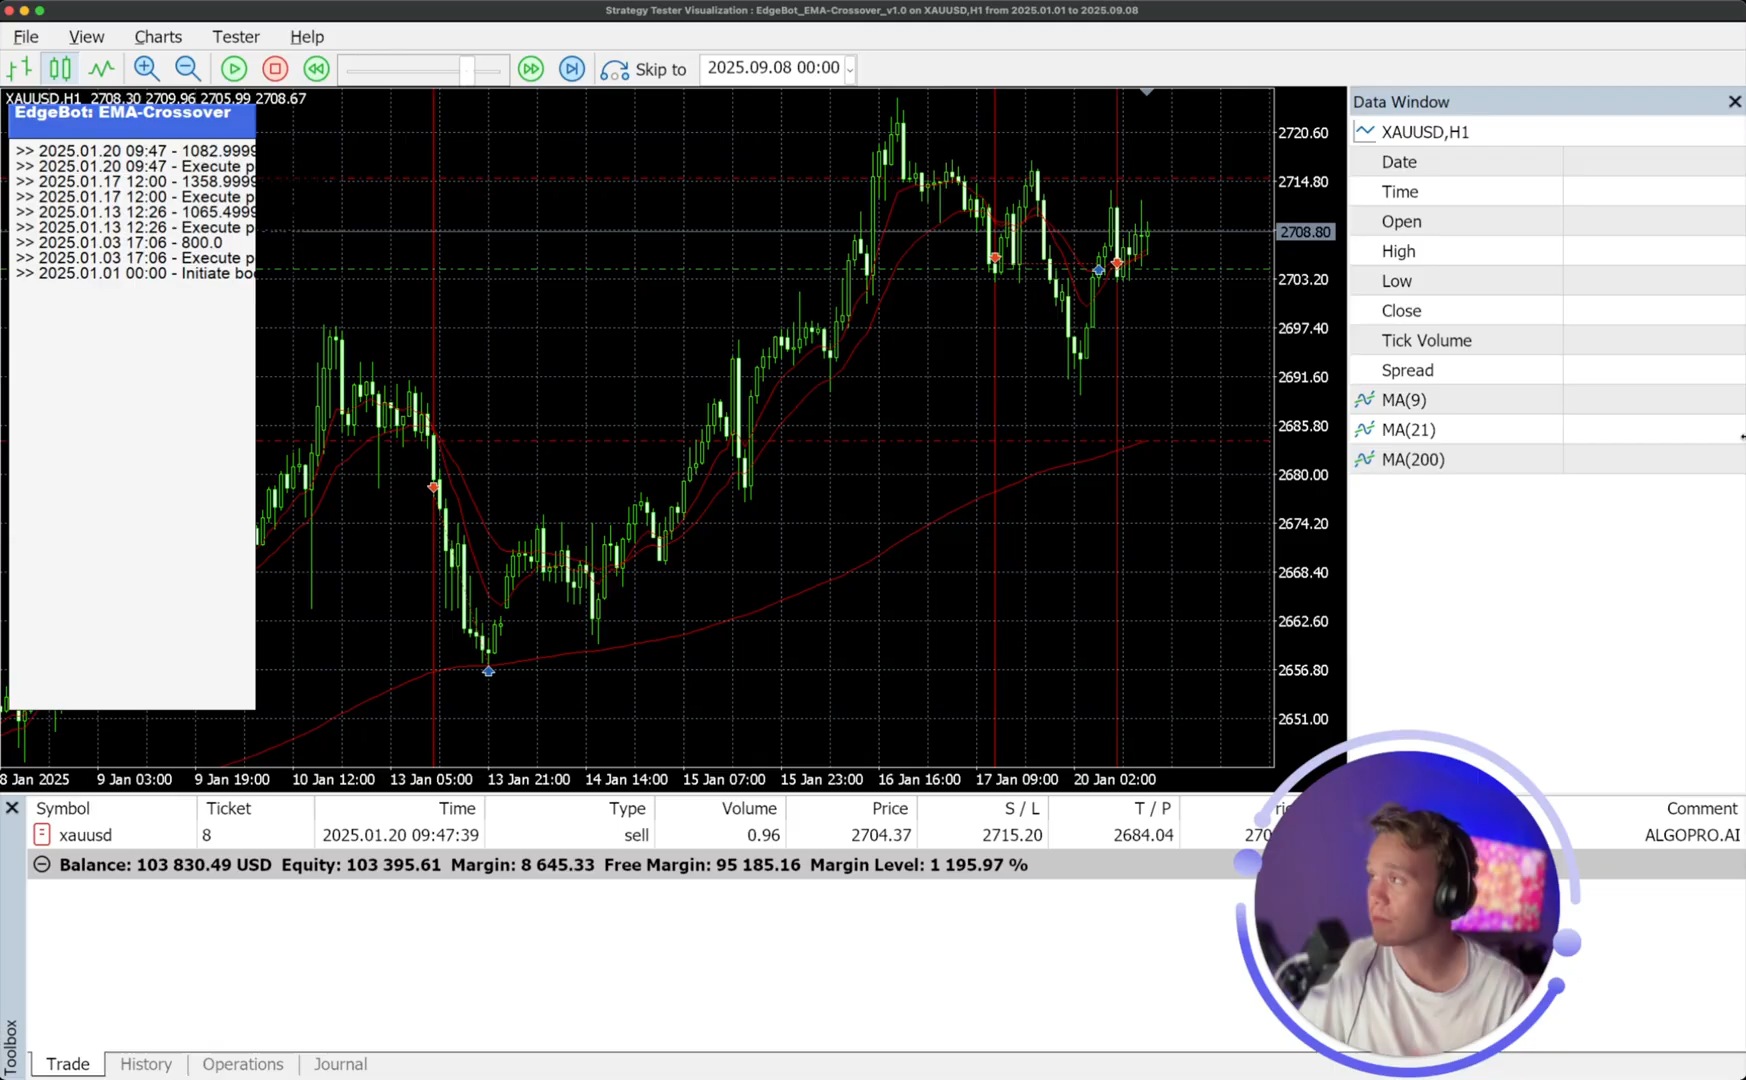 Strategy Tester Visualization : EdgeBot_EMA-Crossover_v1.0 on XAUUSD,H1 from 2025.01.01 to 2025.09.08
File View Charts Tester Help
Skip to 2025.09.08 00:00
XAUUSD,H1 2708.30 2709.96 2705.99 2708.67
EdgeBot: EMA-Crossover
>> 2025.01.20 09:47 - 1082.9999
>> 2025.01.20 09:47 - Execute p
>> 2025.01.17 12:00 - 1358.9999
>> 2025.01.17 12:00 - Execute p
>> 2025.01.13 12:26 - 1065.4999
>> 2025.01.13 12:26 - Execute p
>> 2025.01.03 17:06 - 800.0
>> 2025.01.03 17:06 - Execute p
>> 2025.01.01 00:00 - Initiate bo
2720.60
2714.80
2708.80
2703.20
2697.40
2691.60
2685.80
2680.00
2674.20
2668.40
2662.60
2656.80
2651.00
8 Jan 2025 9 Jan 03:00 9 Jan 19:00 10 Jan 12:00 13 Jan 05:00 13 Jan 21:00 14 Jan 14:00 15 Jan 07:00 15 Jan 23:00 16 Jan 16:00 17 Jan 09:00 20 Jan 02:00
Data Window
XAUUSD,H1
Date
Time
Open
High
Low
Close
Tick Volume
Spread
MA(9)
MA(21)
MA(200)
Symbol Ticket Time Type Volume Price S / L T / P Comment
xauusd 8 2025.01.20 09:47:39 sell 0.96 2704.37 2715.20 2684.04 270 ALGOPRO.AI
Balance: 103 830.49 USD Equity: 103 395.61 Margin: 8 645.33 Free Margin: 95 185.16 Margin Level: 1 195.97 %
Toolbox
Trade History Operations Journal